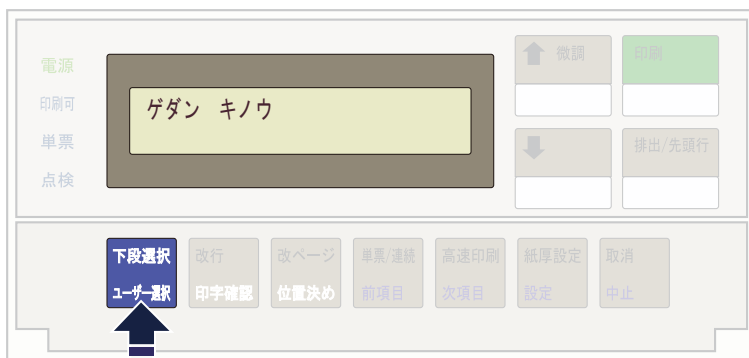 電源
印刷可
単票
点検
ゲダン キノウ
微調
印刷
排出/先頭行
下段選択
改行
改ページ
単票/連続
高速印刷
紙厚設定
取消
ユーザー選択
印字確認
位置決め
前項目
次項目
設定
中止